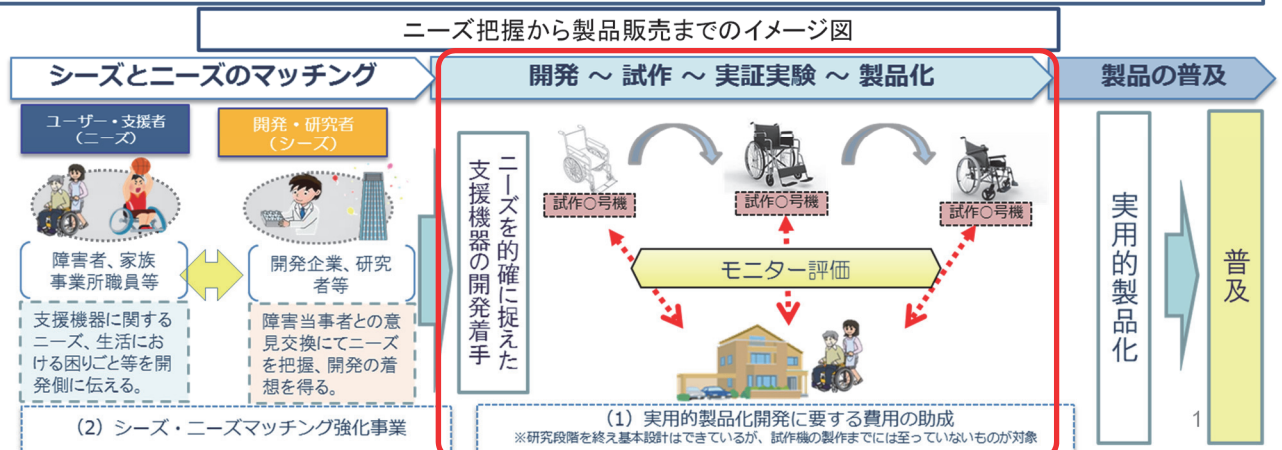 ニーズ把握から製品販売までのイメージ図
シーズとニーズのマッチング
開発 ～ 試作 ～ 実証実験 ～ 製品化
製品の普及
ユーザー・支援者
（ニーズ）
開発・研究者
（シーズ）
障害者、家族
事業所職員等
開発企業、研究
者等
支援機器に関する
ニーズ、生活にお
ける困りごと等を開
発側に伝える。
障害当事者との意
見交換にてニーズ
を把握、開発の着
想を得る。
（2）シーズ・ニーズマッチング強化事業
ニーズを的確に捉えた
支援機器の開発着手
試作〇号機
試作〇号機
試作〇号機
モニター評価
（1）実用的製品化開発に要する費用の助成
※研究段階を終え基本設計はできているが、試作機の製作までには至っていないものが対象
実用的製品化
普及
1